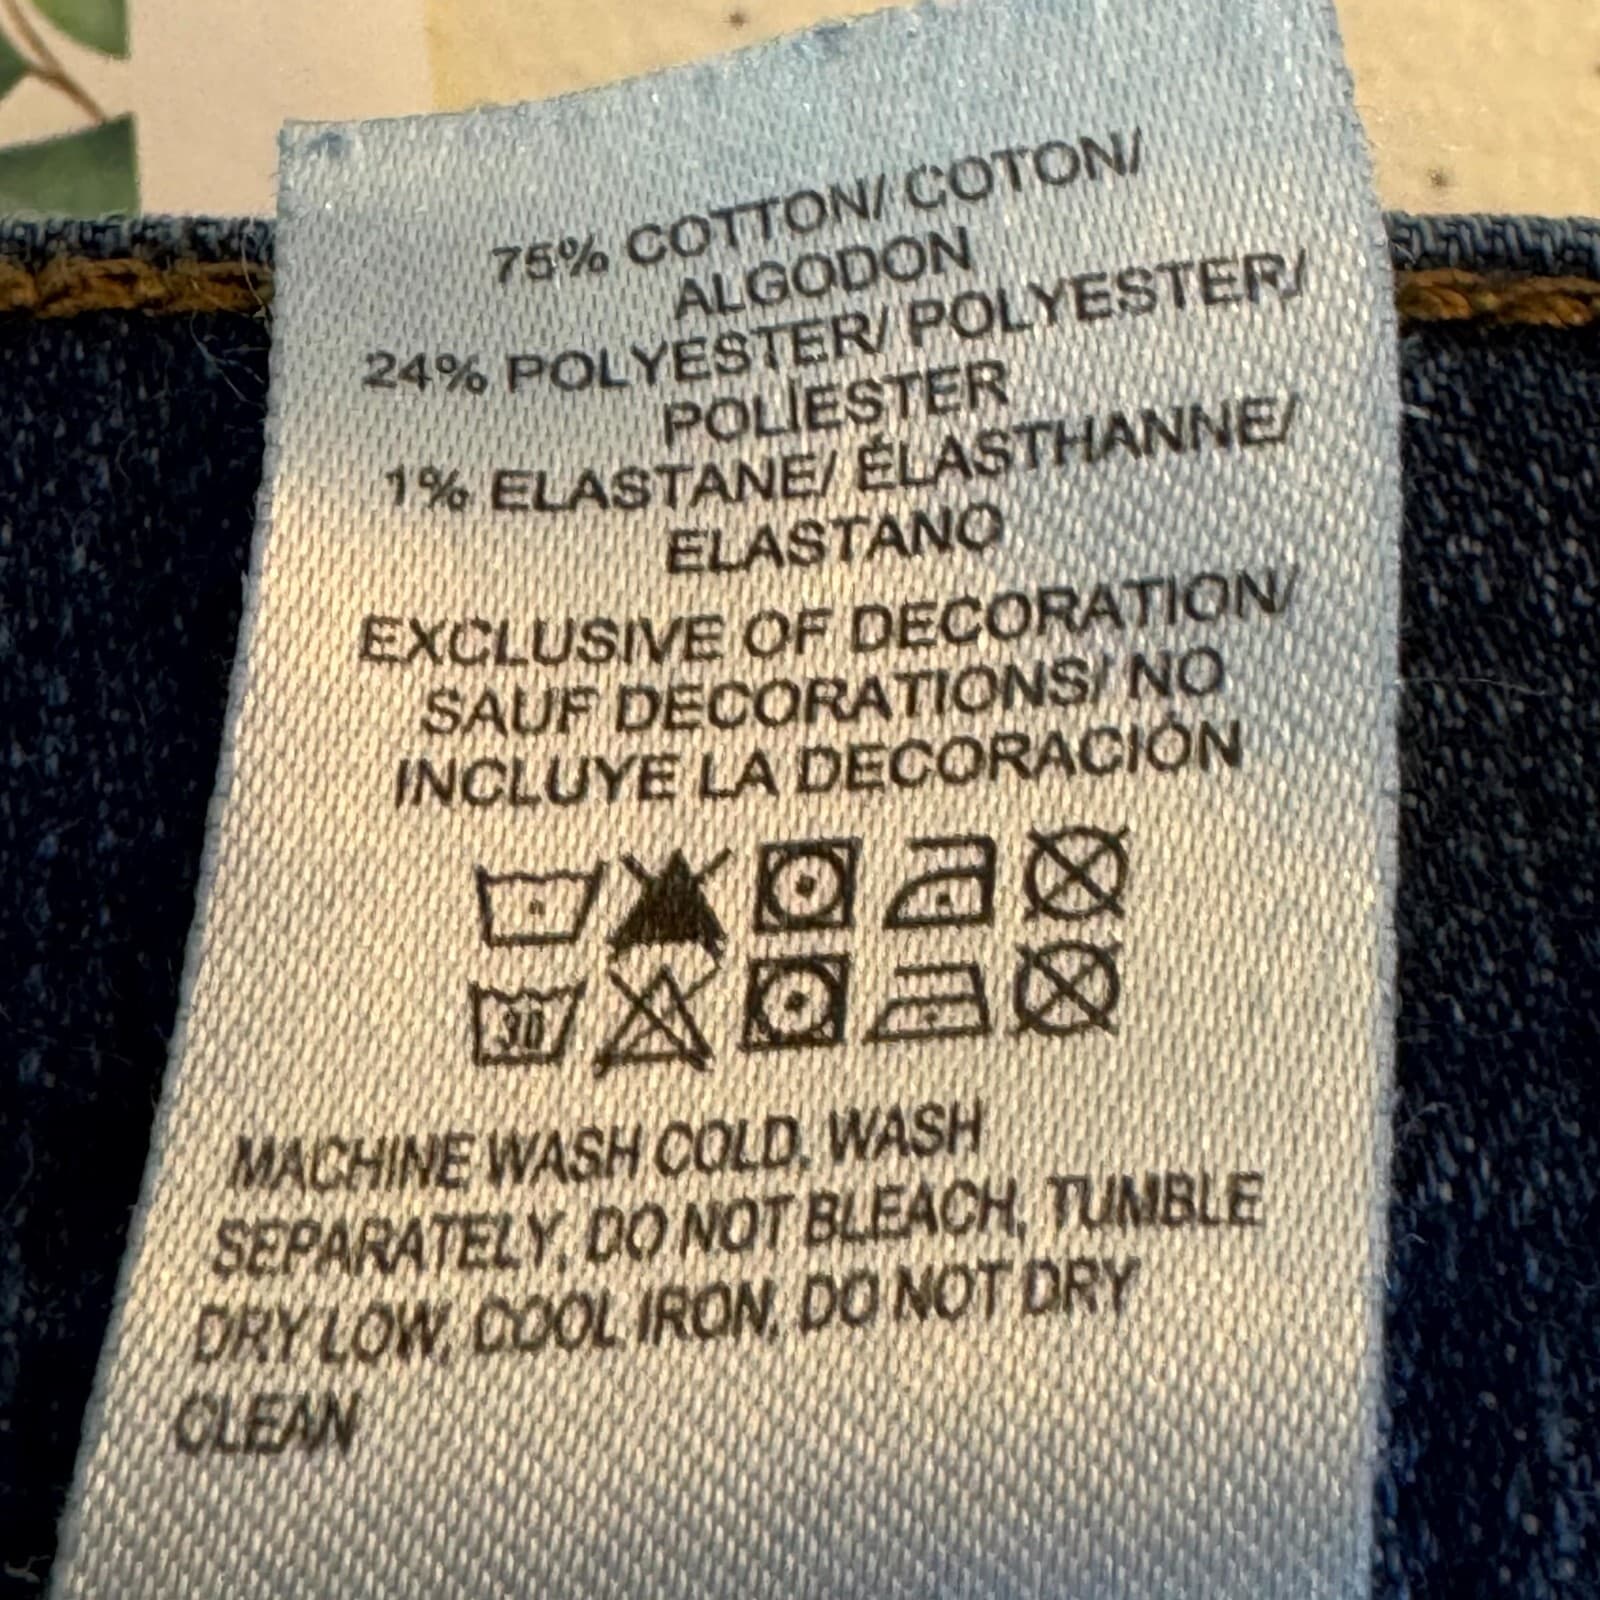 75% COTTON/ COTON/
ALGODON
24% POLYESTER/ POLYESTER/
POLIESTER
1% ELASTANE/ ÉLASTHANNE/
ELASTANO
EXCLUSIVE OF DECORATION/
SAUF DECORATIONS/ NO
INCLUYE LA DECORACIÓN
30
MACHINE WASH COLD, WASH
SEPARATELY, DO NOT BLEACH, TUMBLE
DRY LOW, COOL IRON, DO NOT DRY
CLEAN